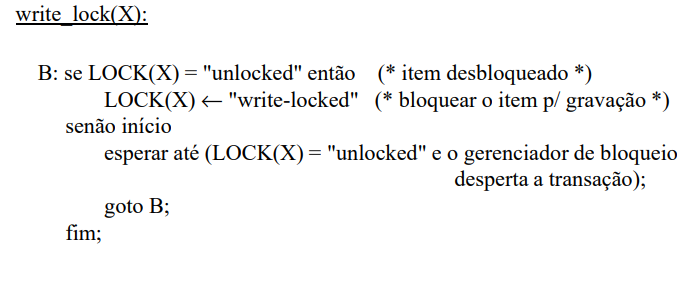 write_lock(X):
B: se LOCK(X) = "unlocked" então (* item desbloqueado *)
LOCK(X) ← "write-locked" (* bloquear o item p/ gravação *)
senão início
esperar até (LOCK(X) = "unlocked" e o gerenciador de bloqueio
desperta a transação);
goto B;
fim;